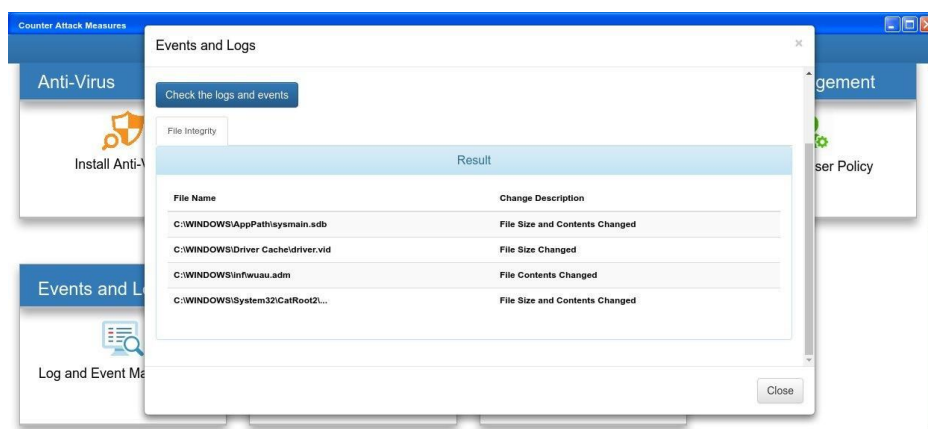 Counter Attack Measures
Events and Logs
×
Anti-Virus
gement
Check the logs and events
File Integrity
Install Anti-
ser Policy
Result
File Name Change Description
C:\WINDOWS\AppPath\sysmain.sdb File Size and Contents Changed
C:\WINDOWS\Driver Cache\driver.vid File Size Changed
C:\WINDOWS\inf\wuau.adm File Contents Changed
C:\WINDOWS\System32\CatRoot2\... File Size and Contents Changed
Events and L
Log and Event Ma
Close